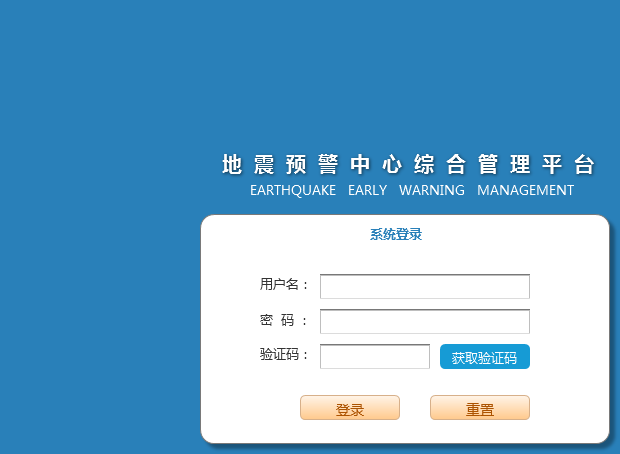 地震预警中心综合管理平台
EARTHQUAKE EARLY WARNING MANAGEMENT
系统登录
用户名：
密 码 ：
验证码： 获取验证码
登录 重置